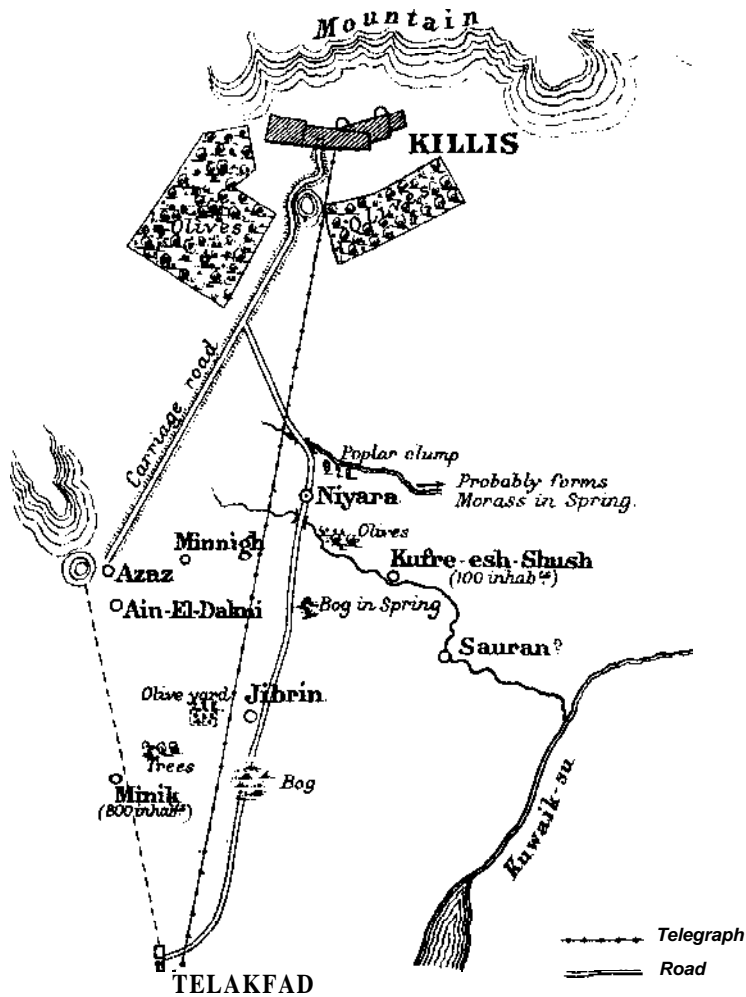 Mountain
KILLIS
Olives
Olives
Carriage road
Poplar clump
Probably forms
Morass in Spring.
Niyara
Olives
Minnigh
Kufre-esh-Shush
(100 inhab.ts)
Azaz
Ain-El-Dakni
Bog in Spring
Sauran?
Olive yard
Jibrin
Trees
Minik
(800 inhab.ts)
Bog
Kuwaik-su
Telegraph
Road
TELAKFAD